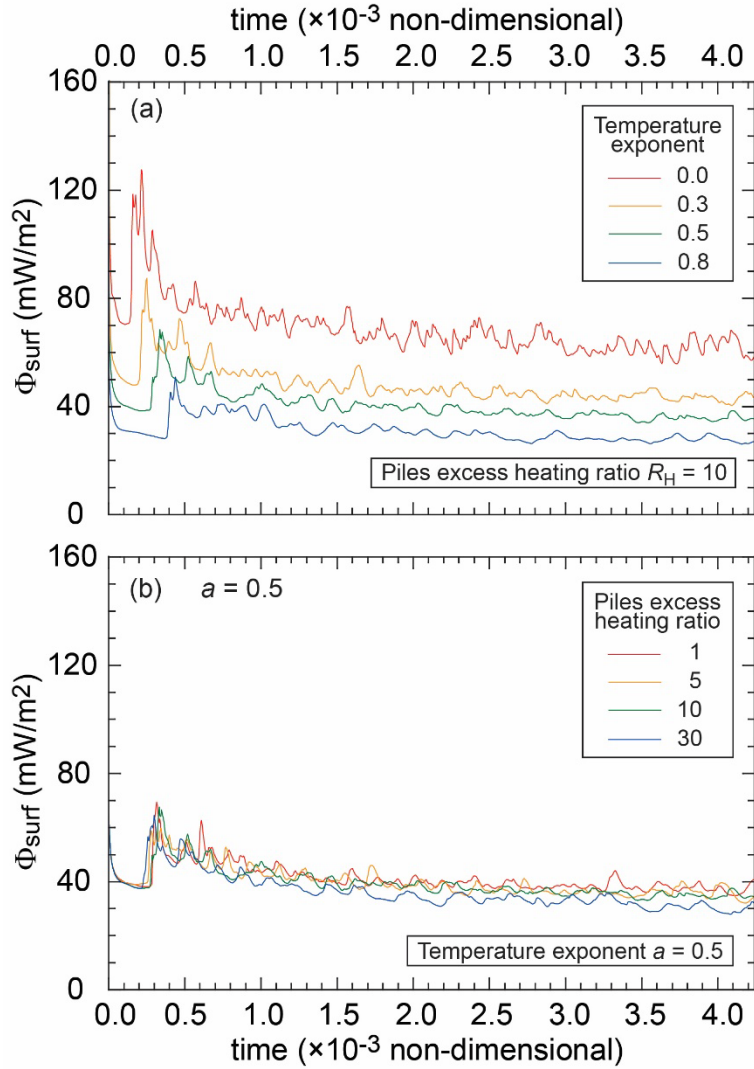 time (×10⁻³ non-dimensional)
0.0 0.5 1.0 1.5 2.0 2.5 3.0 3.5 4.0
160
(a)
Temperature
exponent
0.0
0.3
0.5
0.8
120
80
40
0
Φsurf (mW/m²)
Piles excess heating ratio R_H = 10
160
(b) a = 0.5
Piles excess
heating ratio
1
5
10
30
120
80
40
0
Φsurf (mW/m²)
Temperature exponent a = 0.5
0.0 0.5 1.0 1.5 2.0 2.5 3.0 3.5 4.0
time (×10⁻³ non-dimensional)